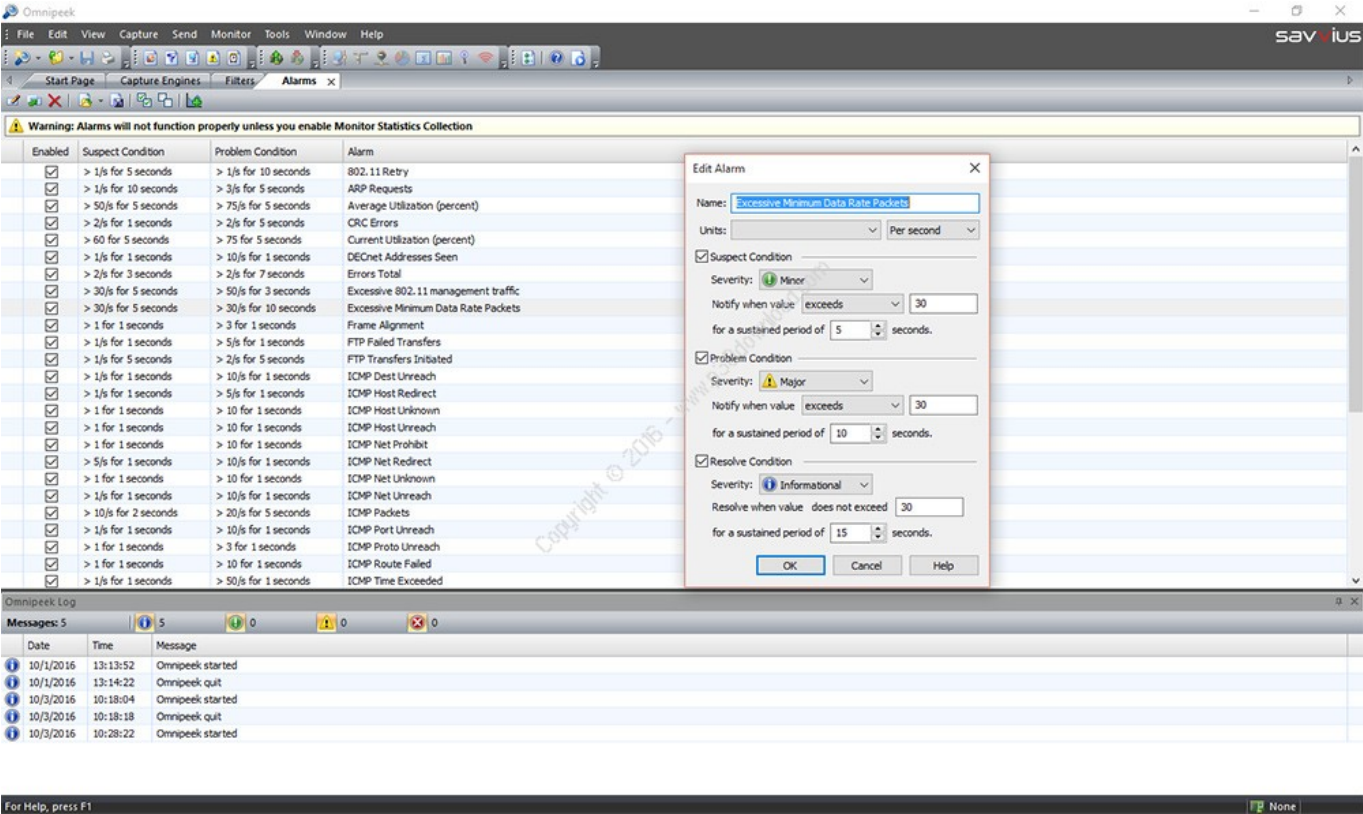 Omnipeek
File Edit View Capture Send Monitor Tools Window Help
savvius
Start Page Capture Engines Filters Alarms
Warning: Alarms will not function properly unless you enable Monitor Statistics Collection
Enabled Suspect Condition Problem Condition Alarm
> 1/s for 5 seconds > 1/s for 10 seconds 802.11 Retry
> 1/s for 10 seconds > 3/s for 5 seconds ARP Requests
> 50/s for 5 seconds > 75/s for 5 seconds Average Utilization (percent)
> 2/s for 1 seconds > 2/s for 5 seconds CRC Errors
> 60 for 5 seconds > 75 for 5 seconds Current Utilization (percent)
> 1/s for 1 seconds > 10/s for 1 seconds DECnet Addresses Seen
> 2/s for 3 seconds > 2/s for 7 seconds Errors Total
> 30/s for 5 seconds > 50/s for 3 seconds Excessive 802.11 management traffic
> 30/s for 5 seconds > 30/s for 10 seconds Excessive Minimum Data Rate Packets
> 1 for 1 seconds > 3 for 1 seconds Frame Alignment
> 1/s for 1 seconds > 5/s for 1 seconds FTP Failed Transfers
> 1/s for 5 seconds > 2/s for 5 seconds FTP Transfers Initiated
> 1/s for 1 seconds > 10/s for 1 seconds ICMP Dest Unreach
> 1/s for 1 seconds > 5/s for 1 seconds ICMP Host Redirect
> 1 for 1 seconds > 10 for 1 seconds ICMP Host Unknown
> 1 for 1 seconds > 10 for 1 seconds ICMP Host Unreach
> 1 for 1 seconds > 10 for 1 seconds ICMP Net Prohibit
> 5/s for 1 seconds > 10/s for 1 seconds ICMP Net Redirect
> 1 for 1 seconds > 10 for 1 seconds ICMP Net Unknown
> 1/s for 1 seconds > 10/s for 1 seconds ICMP Net Unreach
> 10/s for 2 seconds > 20/s for 5 seconds ICMP Packets
> 1/s for 1 seconds > 10/s for 1 seconds ICMP Port Unreach
> 1 for 1 seconds > 3 for 1 seconds ICMP Proto Unreach
> 1 for 1 seconds > 10 for 1 seconds ICMP Route Failed
> 1/s for 1 seconds > 50/s for 1 seconds ICMP Time Exceeded
Edit Alarm
Name: Excessive Minimum Data Rate Packets
Units: Per second
Suspect Condition
Severity: Minor
Notify when value exceeds 30
for a sustained period of 5 seconds.
Problem Condition
Severity: Major
Notify when value exceeds 30
for a sustained period of 10 seconds.
Resolve Condition
Severity: Informational
Resolve when value does not exceed 30
for a sustained period of 15 seconds.
OK Cancel Help
Copyright © 2016 -
Omnipeek Log
Messages: 5 5 0 0 0
Date Time Message
10/1/2016 13:13:52 Omnipeek started
10/1/2016 13:14:22 Omnipeek quit
10/3/2016 10:18:04 Omnipeek started
10/3/2016 10:18:18 Omnipeek quit
10/3/2016 10:28:22 Omnipeek started
For Help, press F1 None